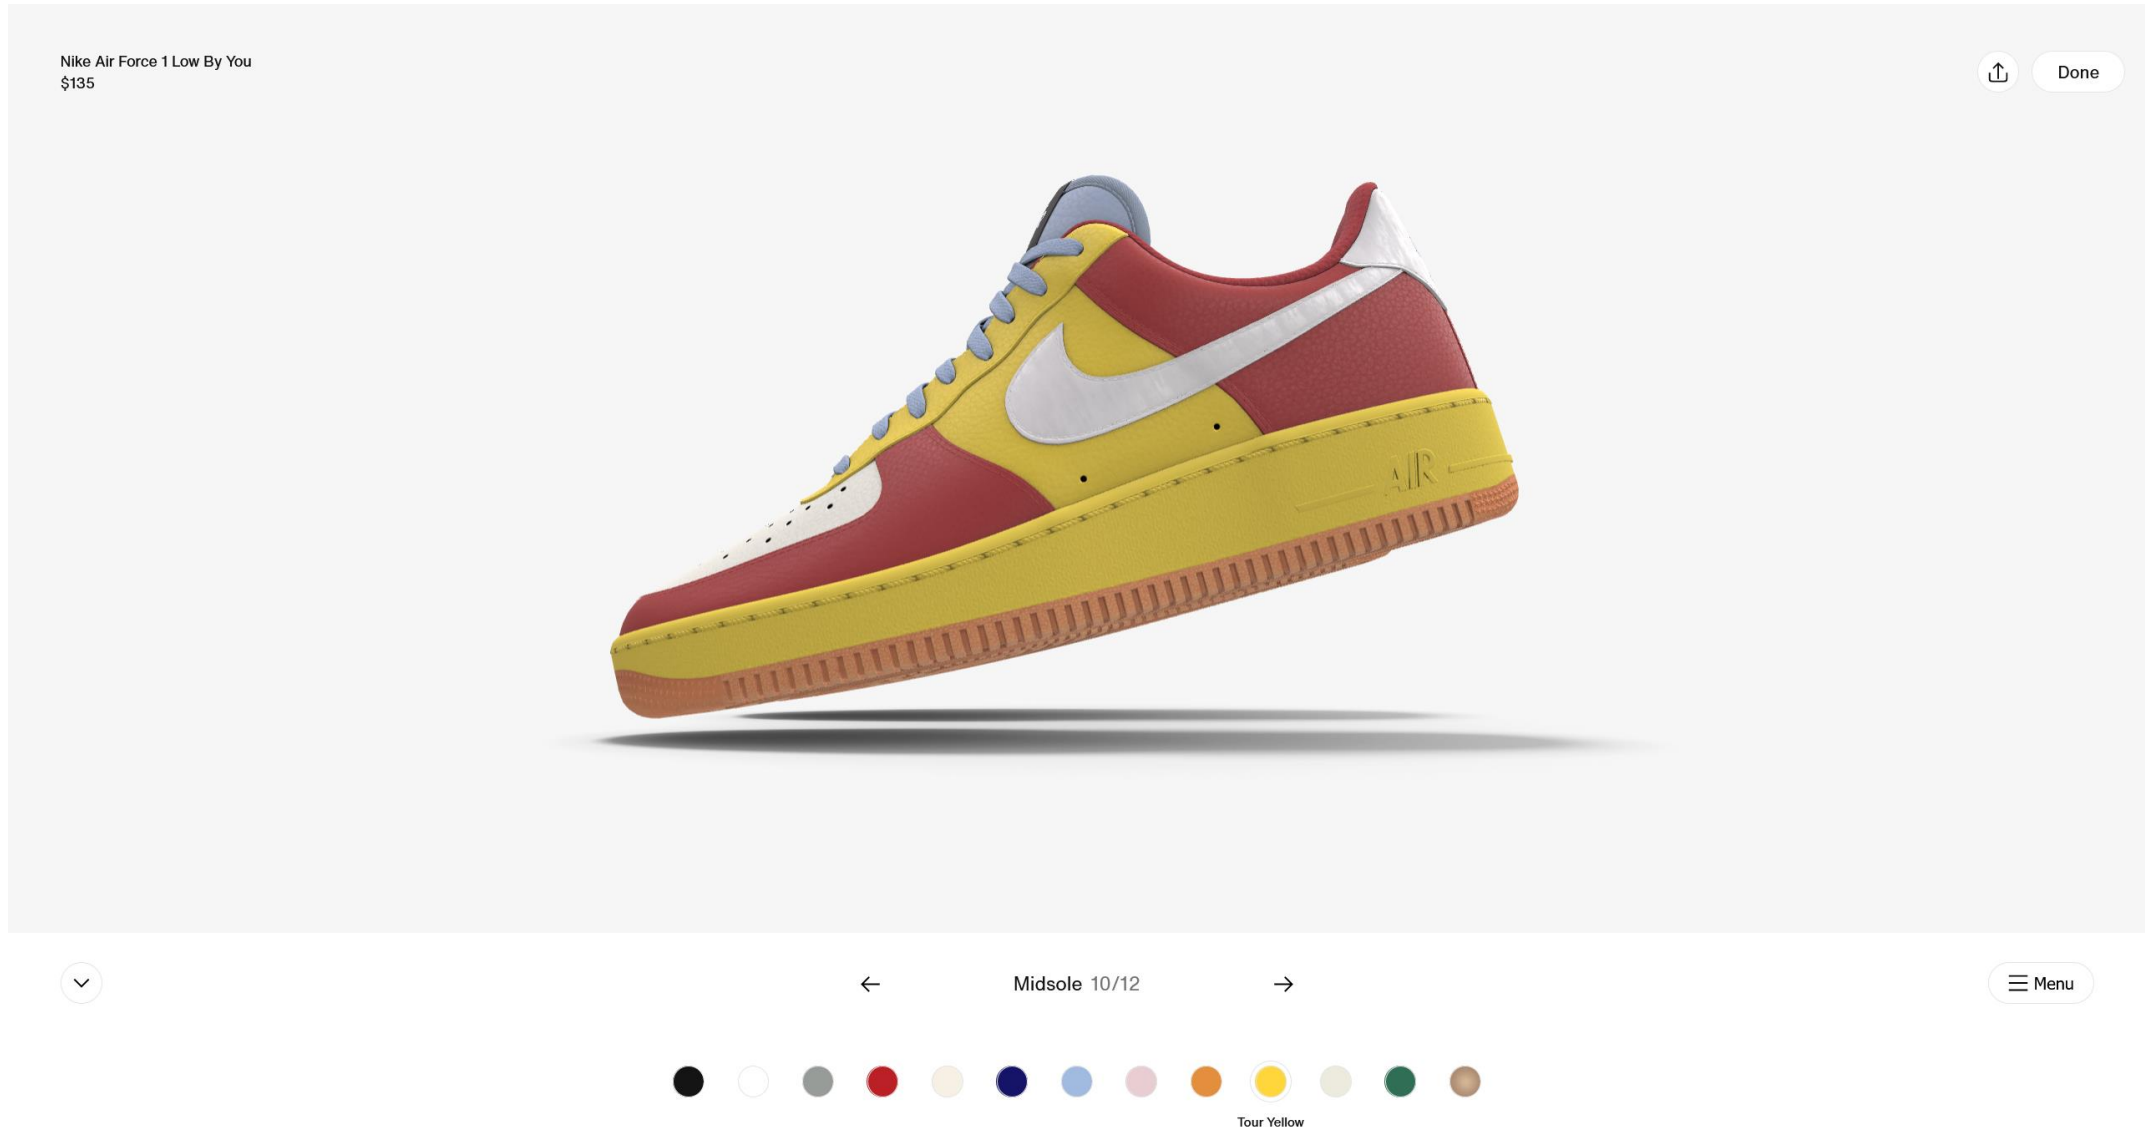 Nike Air Force 1 Low By You
$135
Done
AIR
Midsole 10/12
Menu
Tour Yellow